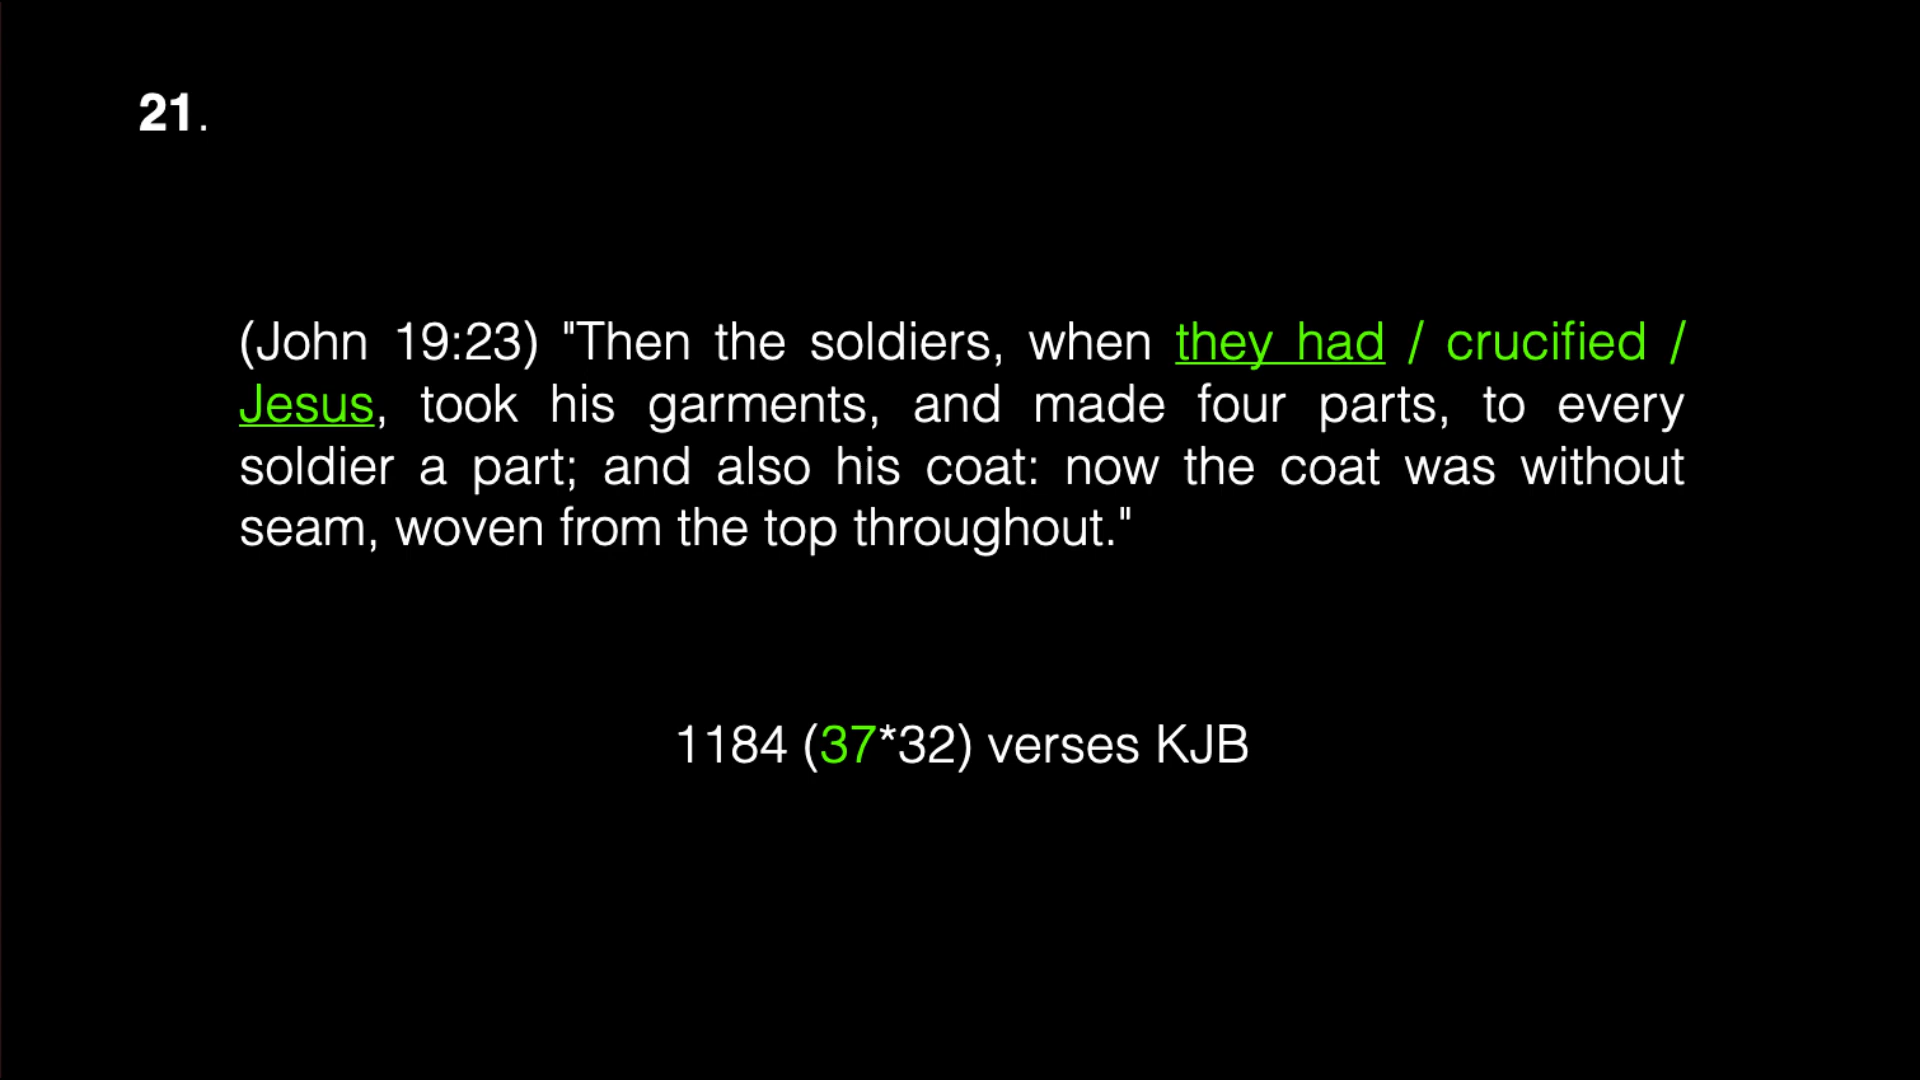 21.
(John 19:23) "Then the soldiers, when they had / crucified /
Jesus, took his garments, and made four parts, to every
soldier a part; and also his coat: now the coat was without
seam, woven from the top throughout."
1184 (37*32) verses KJB